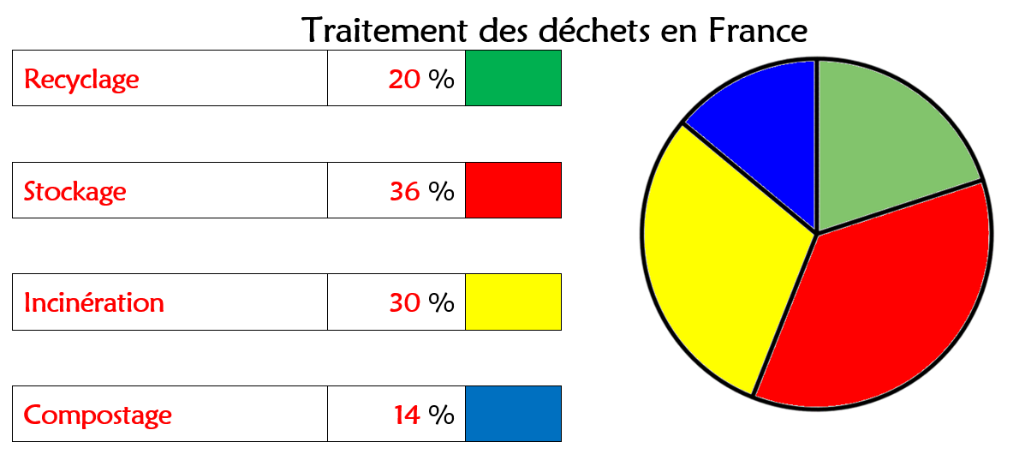 Traitement des déchets en France
Recyclage 20 %
Stockage 36 %
Incinération 30 %
Compostage 14 %